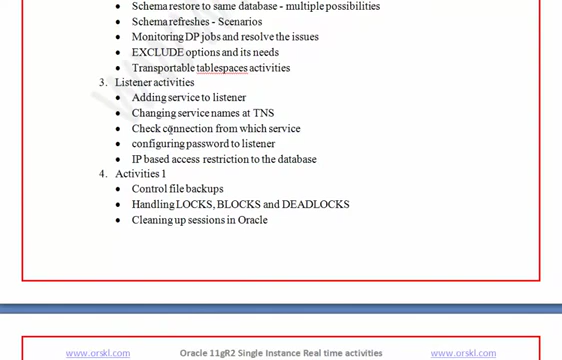 • Schema restore to same database - multiple possibilities
• Schema refreshes - Scenarios
• Monitoring DP jobs and resolve the issues
• EXCLUDE options and its needs
• Transportable tablespaces activities
3. Listener activities
• Adding service to listener
• Changing service names at TNS
• Check connection from which service
• configuring password to listener
• IP based access restriction to the database
4. Activities 1
• Control file backups
• Handling LOCKS, BLOCKS and DEADLOCKS
• Cleaning up sessions in Oracle
www.orskl.com Oracle 11gR2 Single Instance Real time activities www.orskl.com